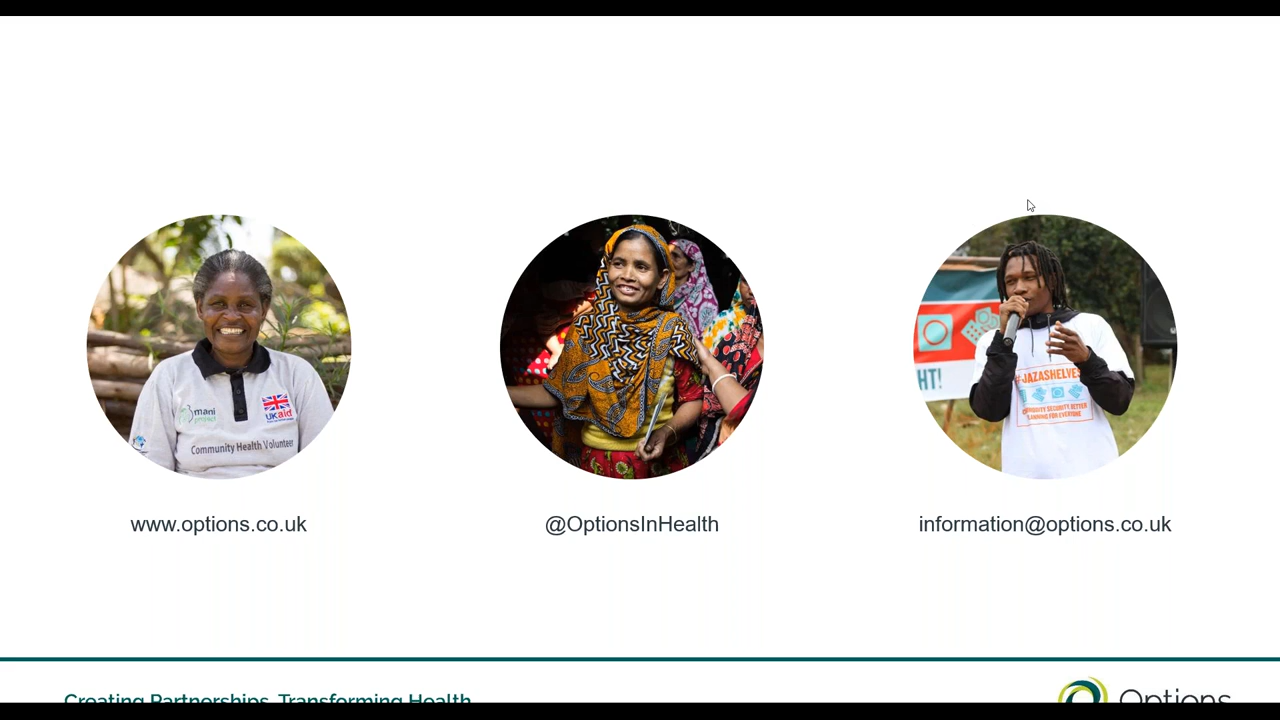 mani
project
UKaid
Community Health Volunteer
HT!
#JAZASHELVES
www.options.co.uk
@OptionsInHealth
information@options.co.uk
Creating Partnerships, Transforming Health
Options